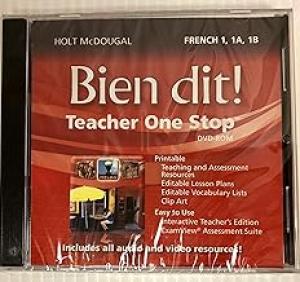 HOLT McDOUGAL
FRENCH 1, 1A, 1B
Bien dit!
Teacher One Stop
DVD-ROM
Printable
Teaching and Assessment
Resources
Editable Lesson Plans
Editable Vocabulary Lists
Clip Art
Easy to Use
Interactive Teacher's Edition
ExamView® Assessment Suite
Includes all audio and video resources!